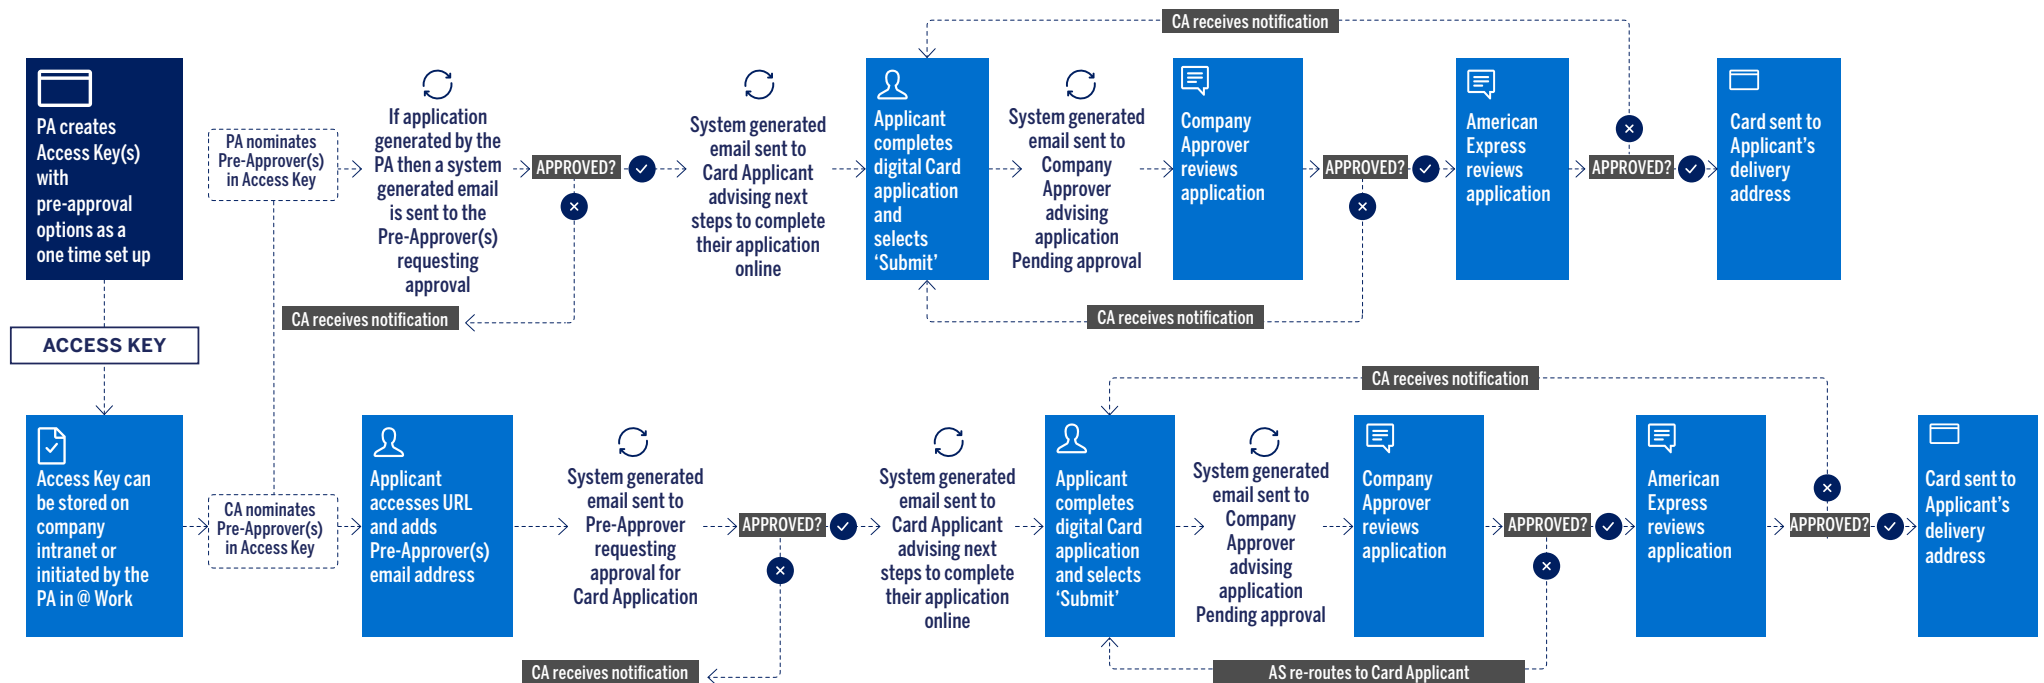 CA receives notification
PA creates
Access Key(s)
with
pre-approval
options as a
one time set up
PA nominates
Pre-Approver(s)
in Access Key
If application
generated by the
PA then a system
generated email
is sent to the
Pre-Approver(s)
requesting
approval
APPROVED?
System generated
email sent to
Card Applicant
advising next
steps to complete
their application
online
Applicant
completes
digital Card
application
and
selects
‘Submit’
System generated
email sent to
Company
Approver
advising
application
Pending approval
Company
Approver
reviews
application
APPROVED?
American
Express
reviews
application
APPROVED?
Card sent to
Applicant’s
delivery
address
CA receives notification
CA receives notification
ACCESS KEY
CA receives notification
Access Key can
be stored on
company
intranet or
initiated by the
PA in @ Work
CA nominates
Pre-Approver(s)
in Access Key
Applicant
accesses URL
and adds
Pre-Approver(s)
email address
System generated
email sent to
Pre-Approver
requesting
approval for
Card Application
APPROVED?
System generated
email sent to
Card Applicant
advising next
steps to complete
their application
online
Applicant
completes
digital Card
application
and selects
‘Submit’
System generated
email sent to
Company
Approver
advising
application
Pending approval
Company
Approver
reviews
application
APPROVED?
American
Express
reviews
application
APPROVED?
Card sent to
Applicant’s
delivery
address
CA receives notification
AS re-routes to Card Applicant